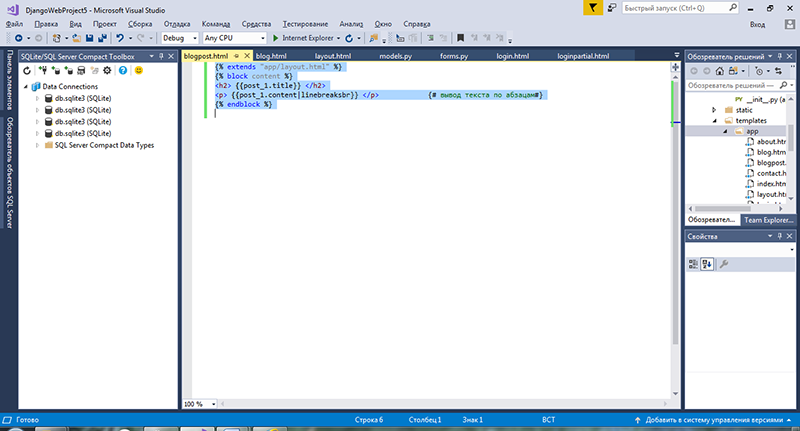 DjangoWebProject5 - Microsoft Visual Studio
Быстрый запуск (Ctrl+Q)
Файл Правка Вид Проект Сборка Отладка Команда Средства Тестирование Анализ Окно Справка
Вход
Debug Any CPU Internet Explorer
Панель элементов
Обозреватель объектов SQL Server
SQLite/SQL Server Compact Toolbox
Data Connections
db.sqlite3 (SQLite)
db.sqlite3 (SQLite)
db.sqlite3 (SQLite)
db.sqlite3 (SQLite)
SQL Server Compact Data Types
blogpost.html blog.html layout.html models.py forms.py login.html loginpartial.html
{% extends "app/layout.html" %}
{% block content %}
<h2> {{post_1.title}} </h2>
<p> {{post_1.content|linebreaksbr}} </p> {# вывод текста по абзацам#}
{% endblock %}
100 %
Обозреватель решений
__init__.py (a
static
templates
app
about.htm
blog.htm
blogpost.
contact.h
index.htm
layout.ht
Обозревател... Team Explorer...
Свойства
Готово Строка 6 Столбец 1 Знак 1 ВСТ Добавить в систему управления версиями